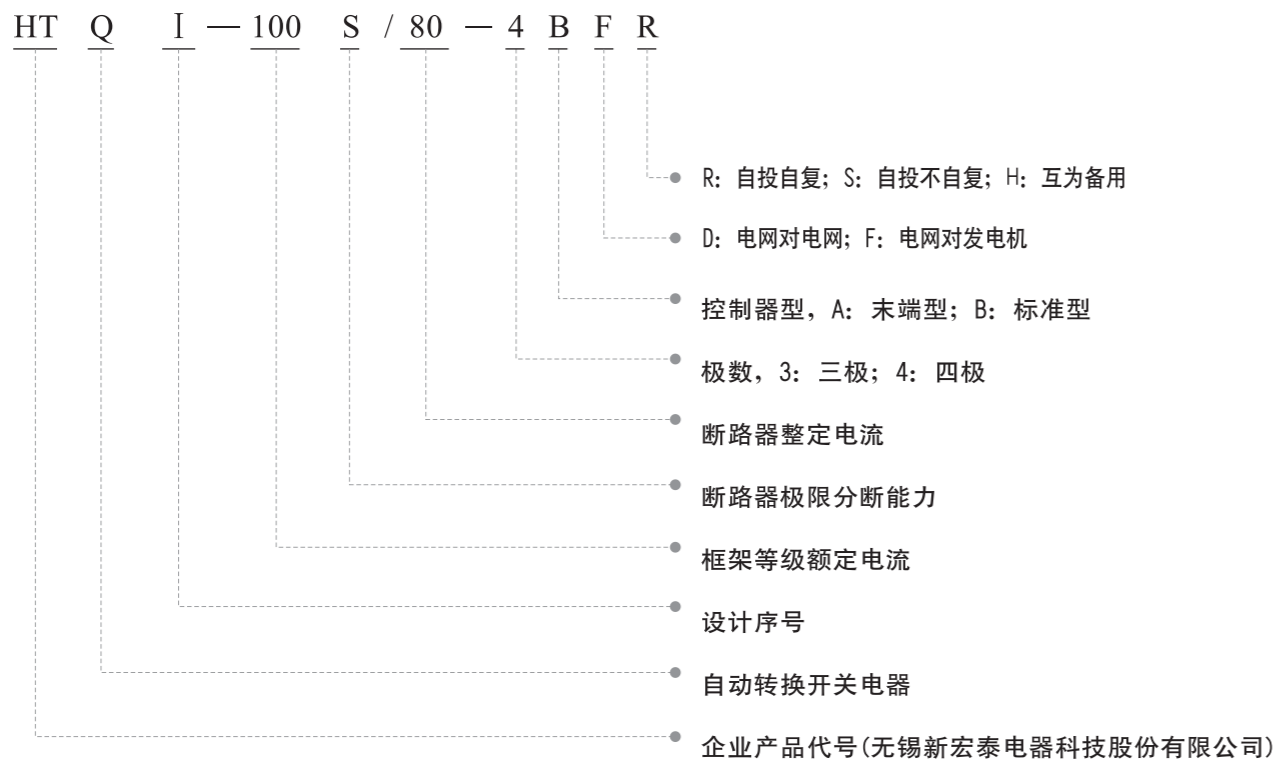 HT Q I — 100 S / 80 — 4 B F R
R: 自投自复; S: 自投不自复; H: 互为备用
D: 电网对电网; F: 电网对发电机
控制器型, A: 末端型; B: 标准型
极数, 3: 三极; 4: 四极
断路器整定电流
断路器极限分断能力
框架等级额定电流
设计序号
自动转换开关电器
企业产品代号(无锡新宏泰电器科技股份有限公司)